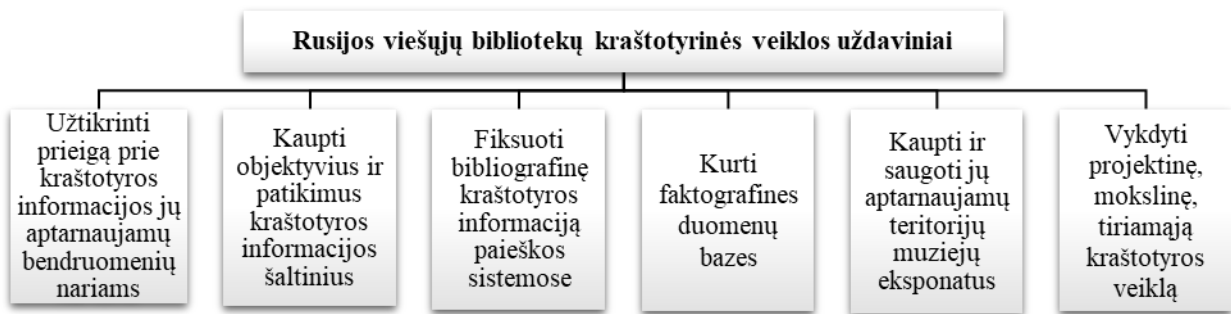 Rusijos viešųjų bibliotekų kraštotyrinės veiklos uždaviniai
Užtikrinti
prieigą prie
kraštotyros
informacijos jų
aptarnaujamų
bendruomenių
nariams
Kaupti
objektyvius ir
patikimus
kraštotyros
informacijos
šaltinius
Fiksuoti
bibliografinę
kraštotyros
informaciją
paieškos
sistemose
Kurti
faktografines
duomenų
bazes
Kaupti ir
saugoti jų
aptarnaujamų
teritorijų
muziejų
eksponatus
Vykdyti
projektinę,
mokslinę,
tiriamąją
kraštotyros
veiklą